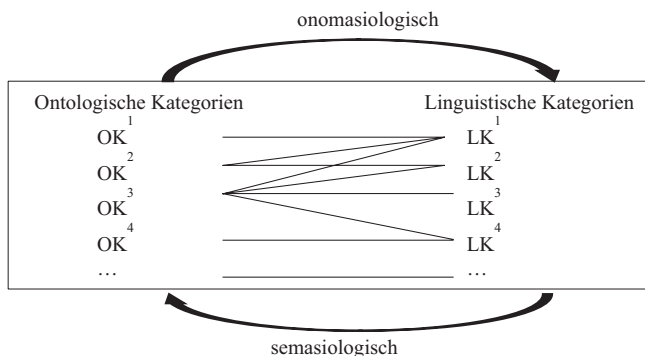 onomasiologisch
Ontologische Kategorien Linguistische Kategorien
OK¹ LK¹
OK² LK²
OK³ LK³
OK⁴ LK⁴
… …
semasiologisch